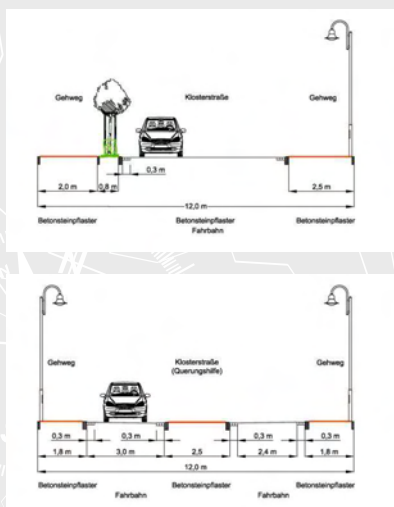 Gehweg Klosterstraße Gehweg
0,3 m
2,0 m 0,8 m 2,5 m
12,0 m
Betonsteinpflaster Betonsteinpflaster Betonsteinpflaster
Fahrbahn
Gehweg Klosterstraße Gehweg
(Querungshilfe)
0,3 m 0,3 m 0,3 m 0,3 m
1,8 m 3,0 m 2,5 2,4 m 1,8 m
12,0 m
Betonsteinpflaster Betonsteinpflaster Betonsteinpflaster
Fahrbahn Fahrbahn